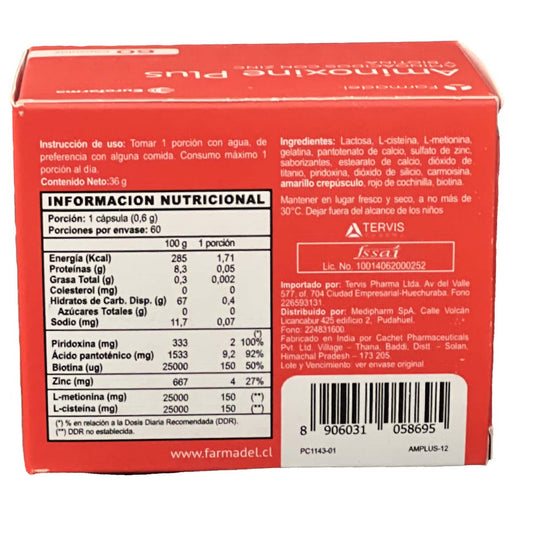 Farmadel
Aminoxine Plus
AMINOÁCIDOS CON ZINC
Y BIOTINA
Eurofarma
60
Instrucción de uso: Tomar 1 porción con agua, de
preferencia con alguna comida. Consumo máximo 1
porción al día.
Contenido Neto:36 g
INFORMACION NUTRICIONAL
Porción: 1 cápsula (0,6 g)
Porciones por envase: 60
100 g 1 porción
Energía (Kcal) 285 1,71
Proteínas (g) 8,3 0,05
Grasa Total (g) 0,3 0,002
Colesterol (mg) 0 0
Hidratos de Carb. Disp. (g) 67 0,4
Azúcares Totales (g) 0 0
Sodio (mg) 11,7 0,07
(*)
Piridoxina (mg) 333 2 100%
Ácido pantoténico (mg) 1533 9,2 92%
Biotina (ug) 25000 150 50%
Zinc (mg) 667 4 27%
L-metionina (mg) 25000 150 (**)
L-cisteína (mg) 25000 150 (**)
(*) % en relación a la Dosis Diaria Recomendada (DDR).
(**) DDR no establecida.
www.farmadel.cl
Ingredientes: Lactosa, L-cisteína, L-metionina,
gelatina, pantotenato de calcio, sulfato de zinc,
saborizantes, estearato de calcio, dióxido de
titanio, piridoxina, dióxido de silicio, carmoisina,
amarillo crepúsculo, rojo de cochinilla, biotina.
Mantener en lugar fresco y seco, a no más de
30°C. Dejar fuera del alcance de los niños
TERVIS
PHARMA
Issaí
Lic. No. 10014062000252
Importado por: Tervis Pharma Ltda. Av del Valle
577, of. 704 Ciudad Empresarial-Huechuraba. Fono
226593131.
Distribuido por: Medipharm SpA. Calle Volcán
Licancabur 425 edificio 2, Pudahuel.
Fono: 224831600.
Fabricado en India por Cachet Pharmaceuticals
Pvt. Ltd. Village - Thana, Baddi, Distt - Solan,
Himachal Pradesh - 173 205.
Lote y Vencimiento ver envase original
8 906031 058695
PC1143-01 AMPLUS-12